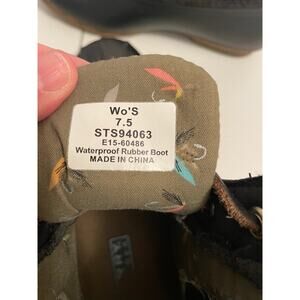 Wo'S
7.5
STS94063
E15-60486
Waterproof Rubber Boot
MADE IN CHINA